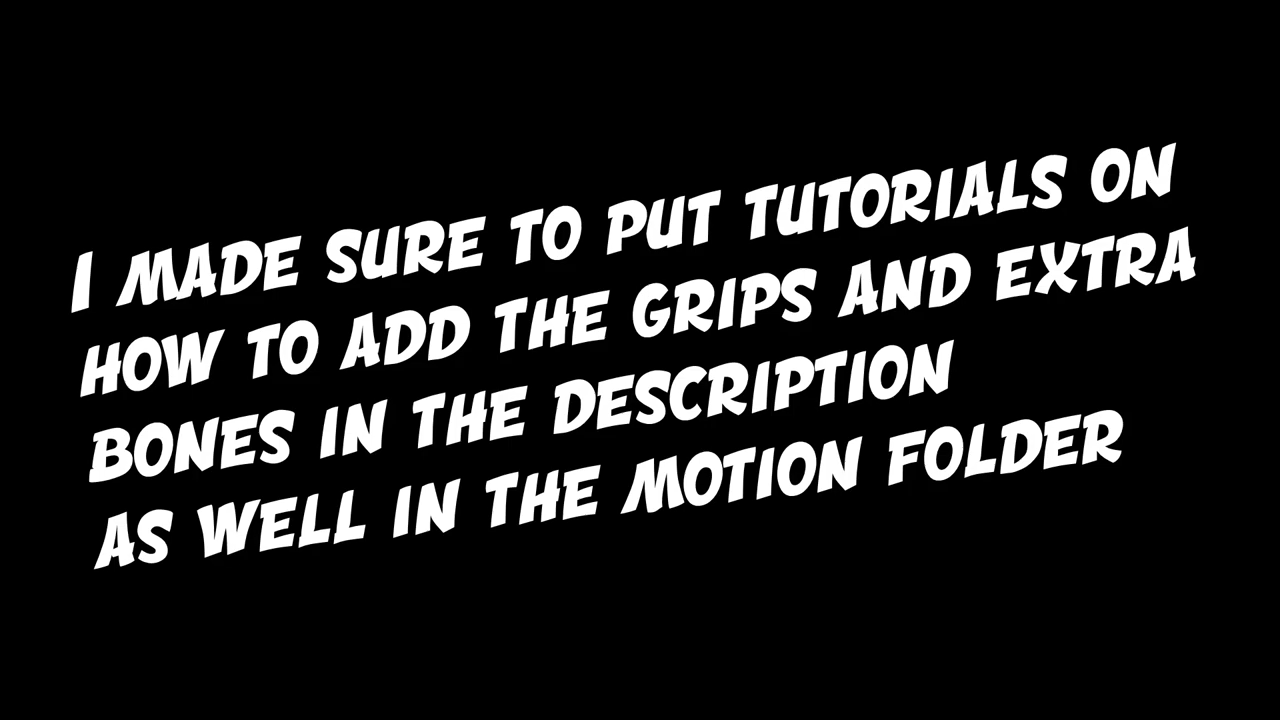 I MADE SURE TO PUT TUTORIALS ON
HOW TO ADD THE GRIPS AND EXTRA
BONES IN THE DESCRIPTION
AS WELL IN THE MOTION FOLDER